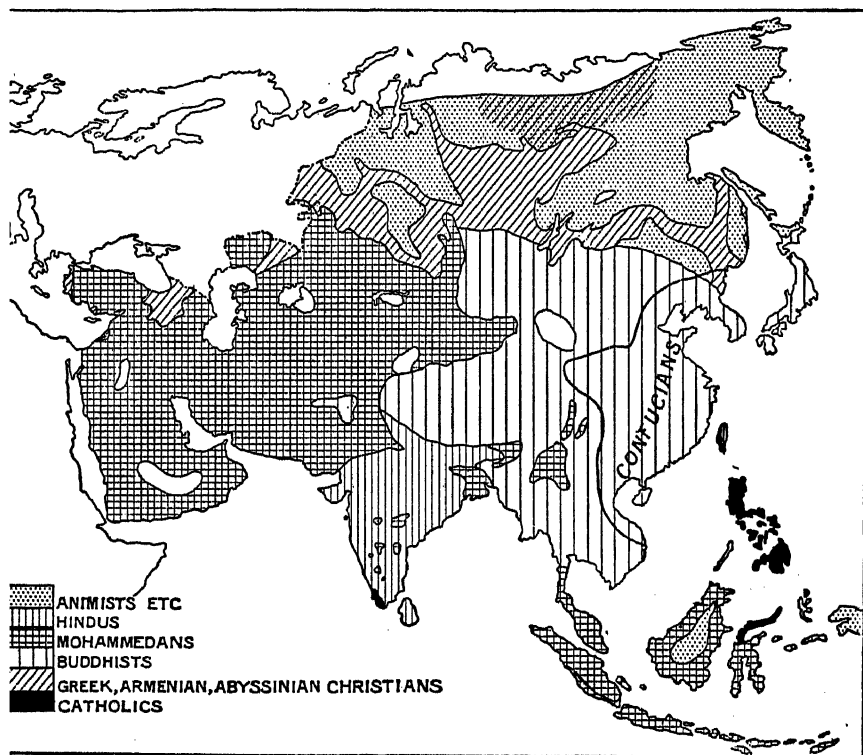 CONFUCIANS
ANIMISTS ETC
HINDUS
MOHAMMEDANS
BUDDHISTS
GREEK, ARMENIAN, ABYSSINIAN CHRISTIANS
CATHOLICS